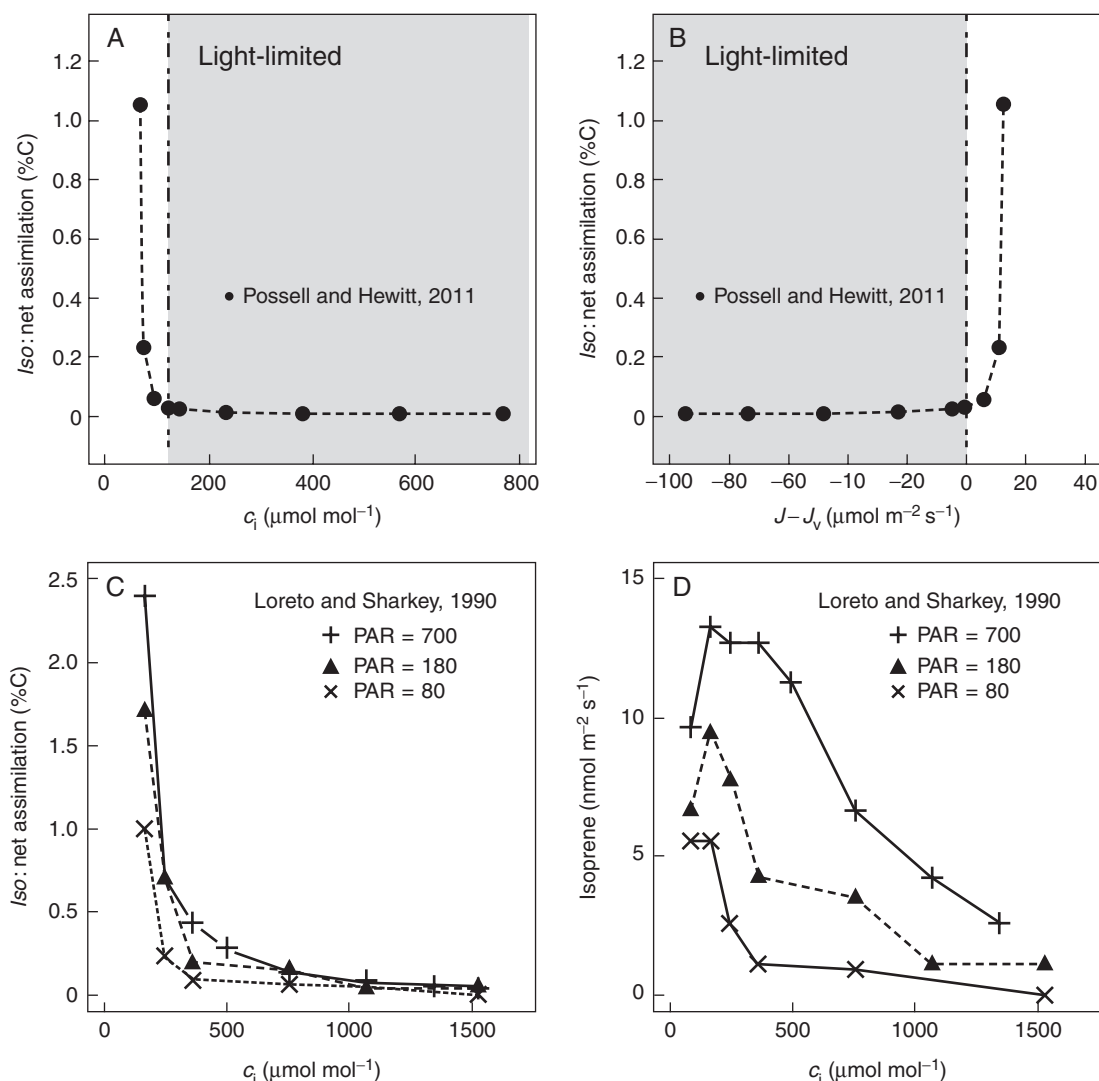 A
Light-limited
1.2
1.0
0.8
0.6
0.4
0.2
0
Iso: net assimilation (%C)
Possell and Hewitt, 2011
0 200 400 600 800
ci (µmol mol−1)
B
Light-limited
1.2
1.0
0.8
0.6
0.4
0.2
0
Iso: net assimilation (%C)
Possell and Hewitt, 2011
−100 −80 −60 −10 −20 0 20 40
J−Jv (µmol m−2 s−1)
C
Loreto and Sharkey, 1990
PAR = 700
PAR = 180
PAR = 80
2.5
2.0
1.5
1.0
0.5
0
Iso: net assimilation (%C)
0 500 1000 1500
ci (µmol mol−1)
D
Loreto and Sharkey, 1990
PAR = 700
PAR = 180
PAR = 80
15
10
5
0
Isoprene (nmol m−2 s−1)
0 500 1000 1500
ci (µmol mol−1)